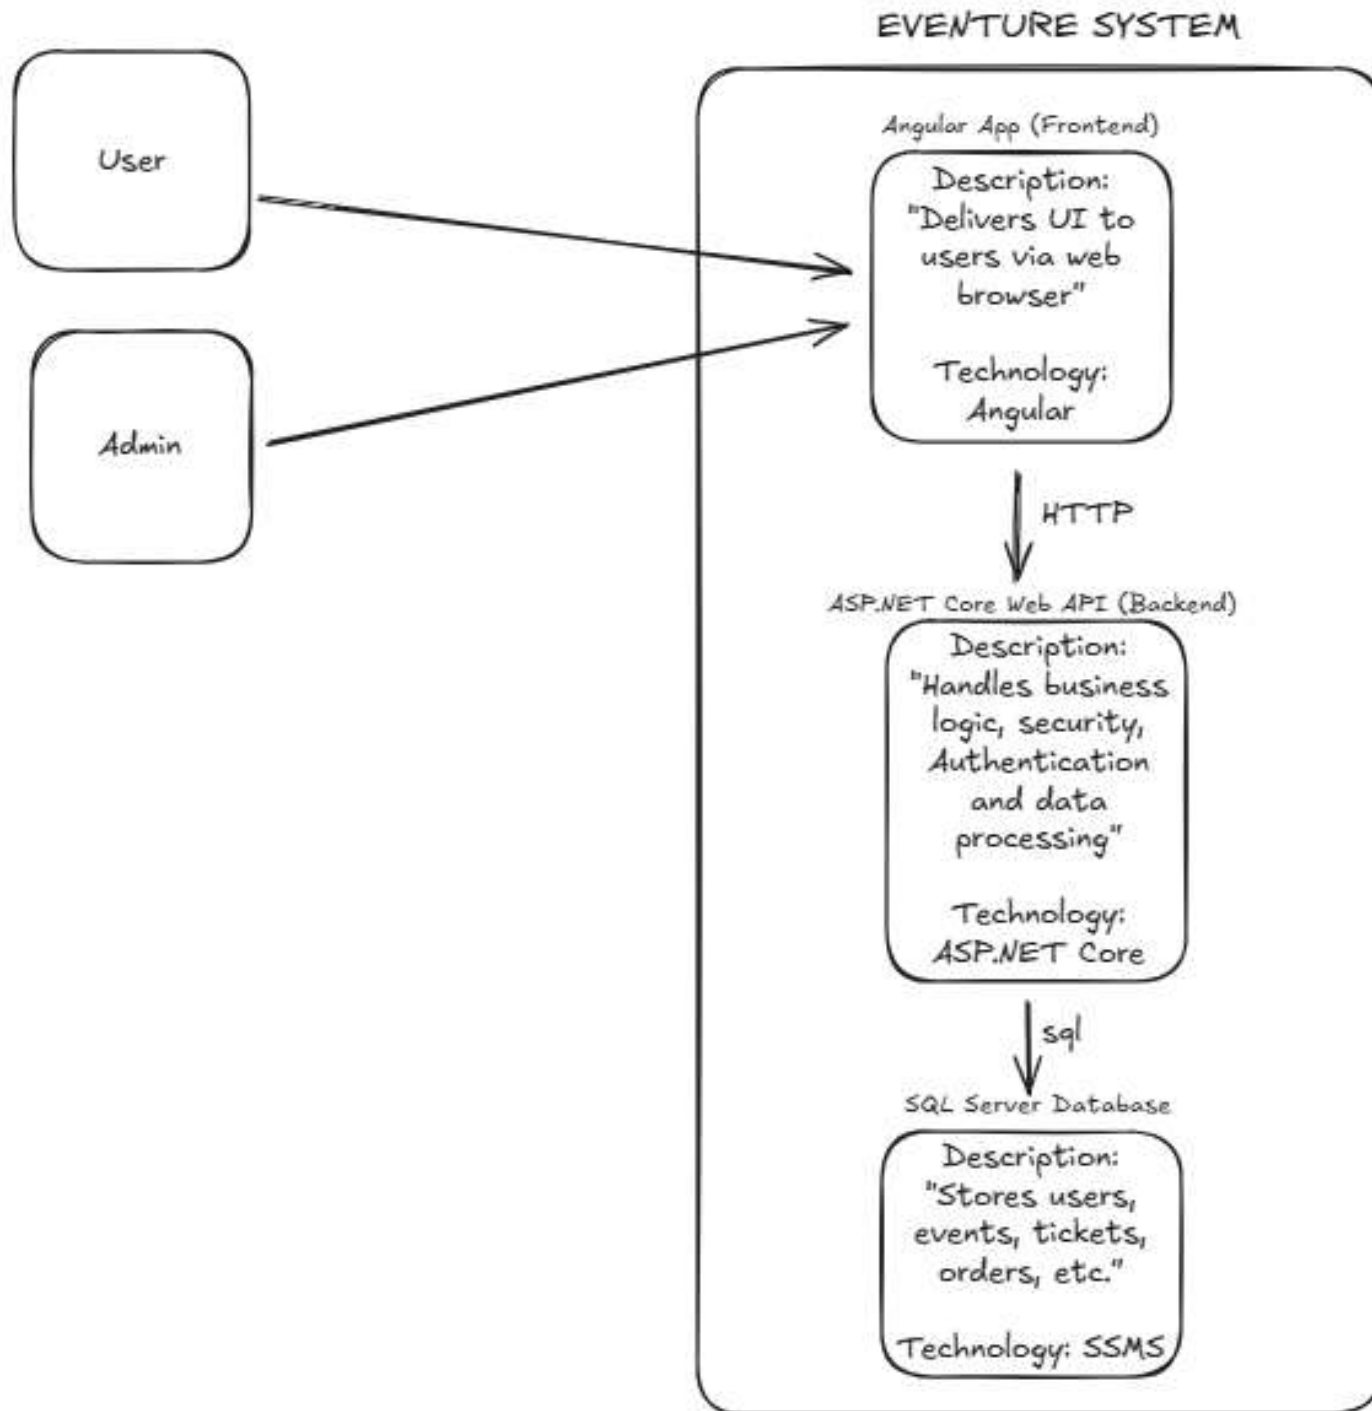 EVENTURE SYSTEM
User
Admin
Angular App (Frontend)
Description:
"Delivers UI to
users via web
browser"
Technology:
Angular
HTTP
ASP.NET Core Web API (Backend)
Description:
"Handles business
logic, security,
Authentication
and data
processing"
Technology:
ASP.NET Core
sql
SQL Server Database
Description:
"Stores users,
events, tickets,
orders, etc."
Technology: SSMS